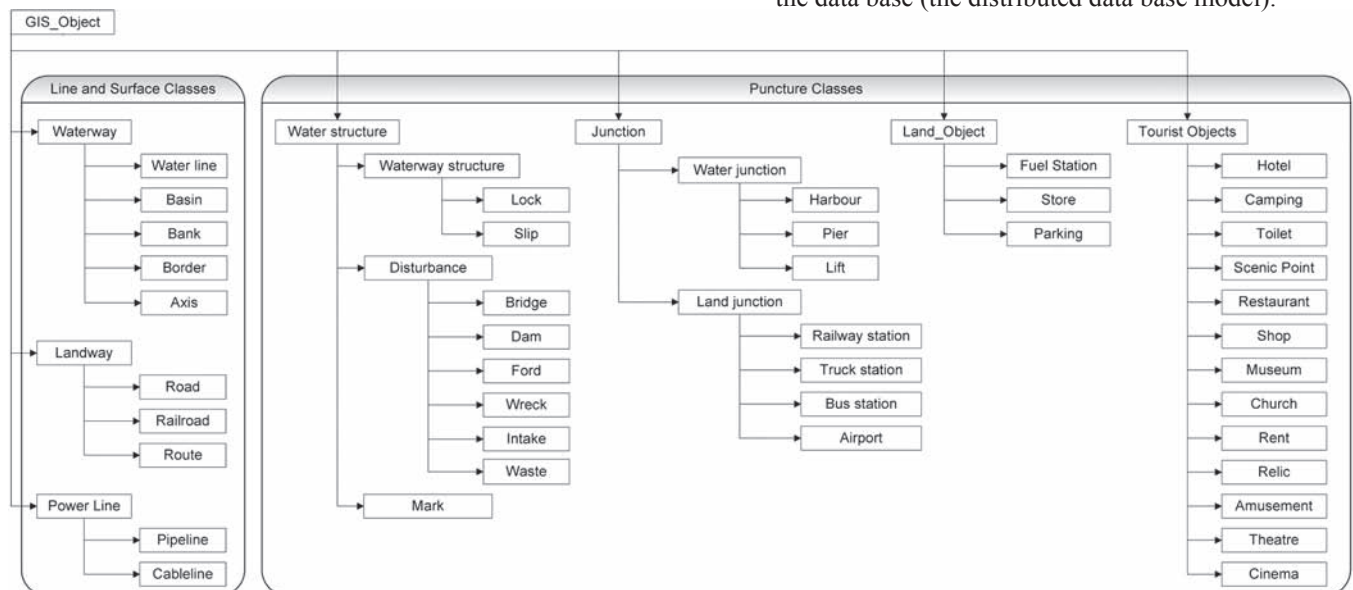 the data base (the distributed data base model).
GIS_Object
Line and Surface Classes
Waterway
Water line
Basin
Bank
Border
Axis
Landway
Road
Railroad
Route
Power Line
Pipeline
Cableline
Puncture Classes
Water structure
Waterway structure
Lock
Slip
Disturbance
Bridge
Dam
Ford
Wreck
Intake
Waste
Mark
Junction
Water junction
Harbour
Pier
Lift
Land junction
Railway station
Truck station
Bus station
Airport
Land_Object
Fuel Station
Store
Parking
Tourist Objects
Hotel
Camping
Toilet
Scenic Point
Restaurant
Shop
Museum
Church
Rent
Relic
Amusement
Theatre
Cinema